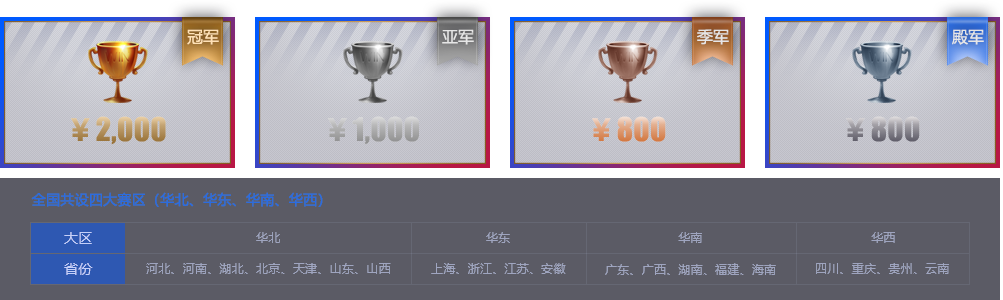 冠军
亚军
季军
殿军
¥ 2,000
¥ 1,000
¥ 800
¥ 800
全国共设四大赛区（华北、华东、华南、华西）
大区 华北 华东 华南 华西
省份 河北、河南、湖北、北京、天津、山东、山西 上海、浙江、江苏、安徽 广东、广西、湖南、福建、海南 四川、重庆、贵州、云南